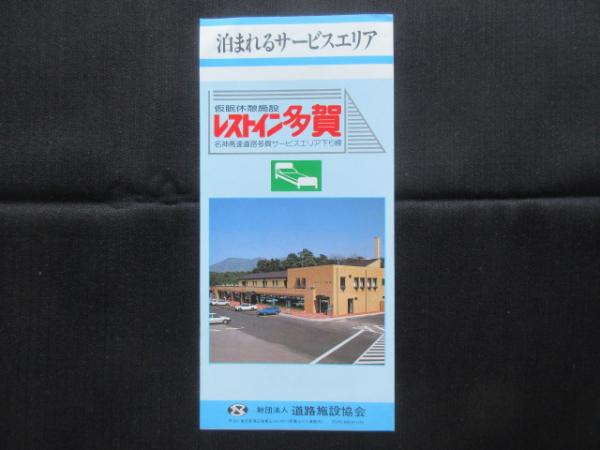 泊まれるサービスエリア
仮眠休憩施設
レストイン多賀
名神高速道路多賀サービスエリア下り線
財団法人 道路施設協会